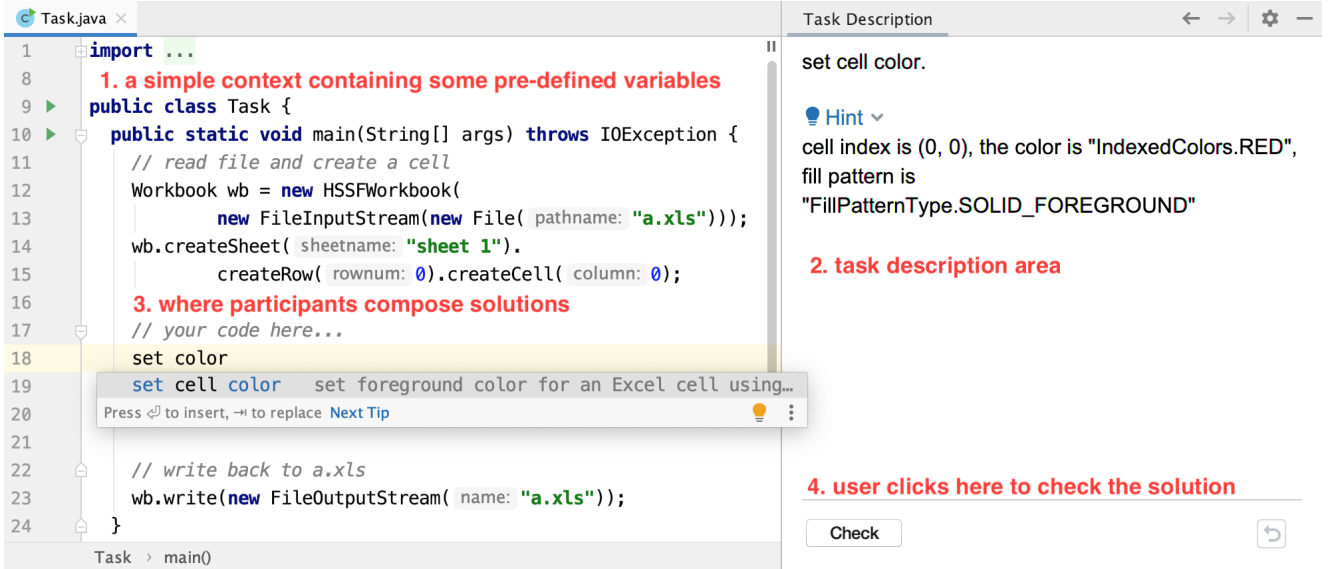 Task.java
1 import ...
8
1. a simple context containing some pre-defined variables
9 public class Task {
10 public static void main(String[] args) throws IOException {
11 // read file and create a cell
12 Workbook wb = new HSSFWorkbook(
13 new FileInputStream(new File( pathname: "a.xls")));
14 wb.createSheet( sheetname: "sheet 1").
15 createRow( rownum: 0).createCell( column: 0);
16
3. where participants compose solutions
17 // your code here...
18 set color
19
set cell color set foreground color for an Excel cell using…
20
Press ⏎ to insert, ⇥ to replace Next Tip
21
22 // write back to a.xls
23 wb.write(new FileOutputStream( name: "a.xls"));
24 }
Task › main()
Task Description
set cell color.
Hint
cell index is (0, 0), the color is "IndexedColors.RED",
fill pattern is
"FillPatternType.SOLID_FOREGROUND"
2. task description area
4. user clicks here to check the solution
Check